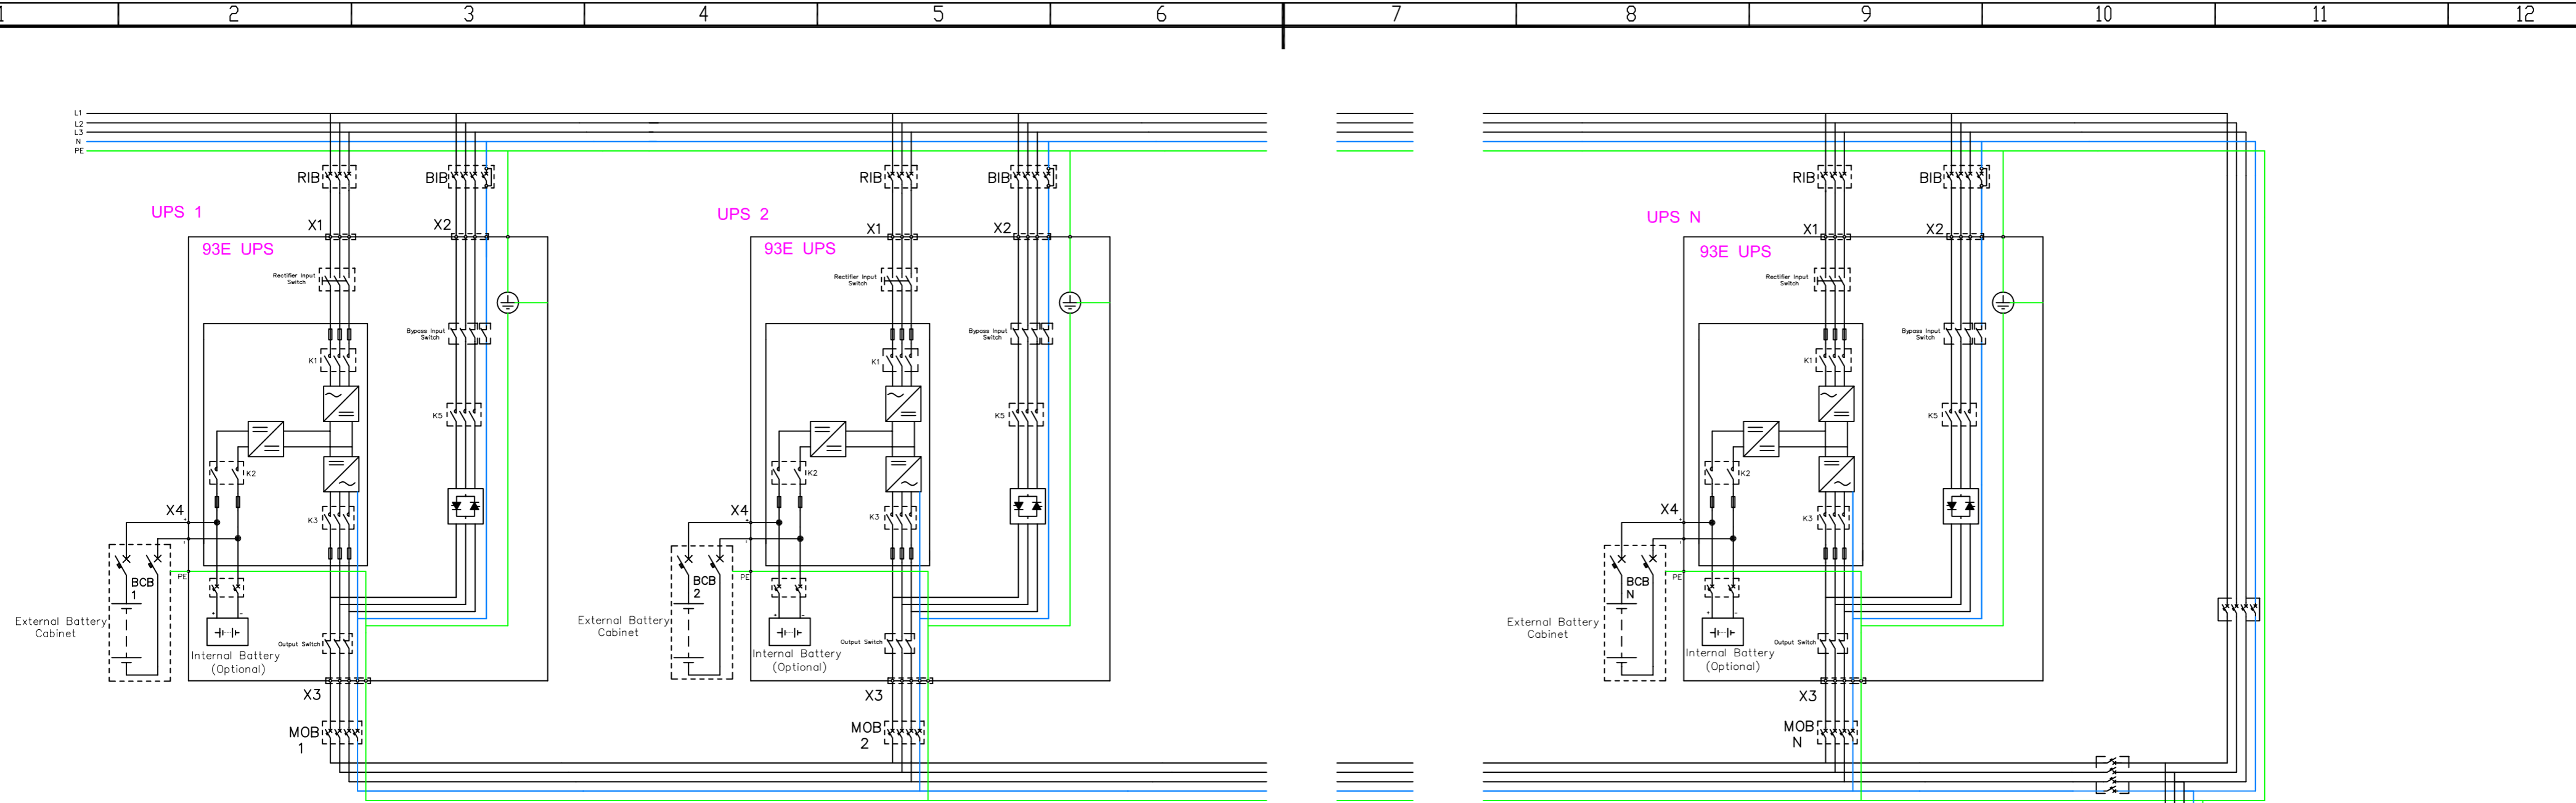 1 2 3 4 5 6 7 8 9 10 11 12
L1
L2
L3
N
PE
RIB
BIB
UPS 1
X1
X2
93E UPS
Rectifier Input
Switch
Bypass Input
Switch
K1
K5
K2
X4
+
-
K3
PE
BCB
1
External Battery
Cabinet
+ -
Output Switch
Internal Battery
(Optional)
X3
MOB
1
RIB
BIB
UPS 2
X1
X2
93E UPS
Rectifier Input
Switch
Bypass Input
Switch
K1
K5
K2
X4
+
-
K3
PE
BCB
2
External Battery
Cabinet
+ -
Output Switch
Internal Battery
(Optional)
X3
MOB
2
RIB
BIB
UPS N
X1
X2
93E UPS
Rectifier Input
Switch
Bypass Input
Switch
K1
K5
K2
X4
+
-
K3
PE
BCB
N
External Battery
Cabinet
+ -
Output Switch
Internal Battery
(Optional)
X3
MOB
N